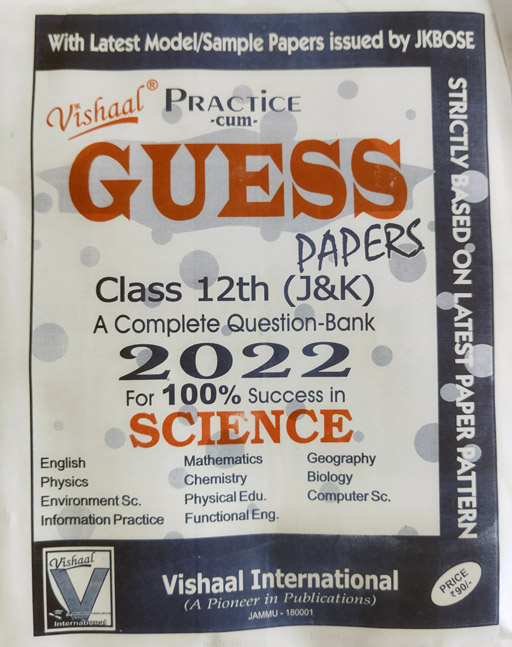 With Latest Model/Sample Papers issued by JKBOSE
Vishaal® PRACTICE
-cum-
GUESS
PAPERS
Class 12th (J&K)
A Complete Question-Bank
2022
For 100% Success in
SCIENCE
English Mathematics Geography
Physics Chemistry Biology
Environment Sc. Physical Edu. Computer Sc.
Information Practice Functional Eng.
STRICTLY BASED ON LATEST PAPER PATTERN
Vishaal
V
International
Vishaal International
(A Pioneer in Publications)
JAMMU - 180001
PRICE
₹90/-